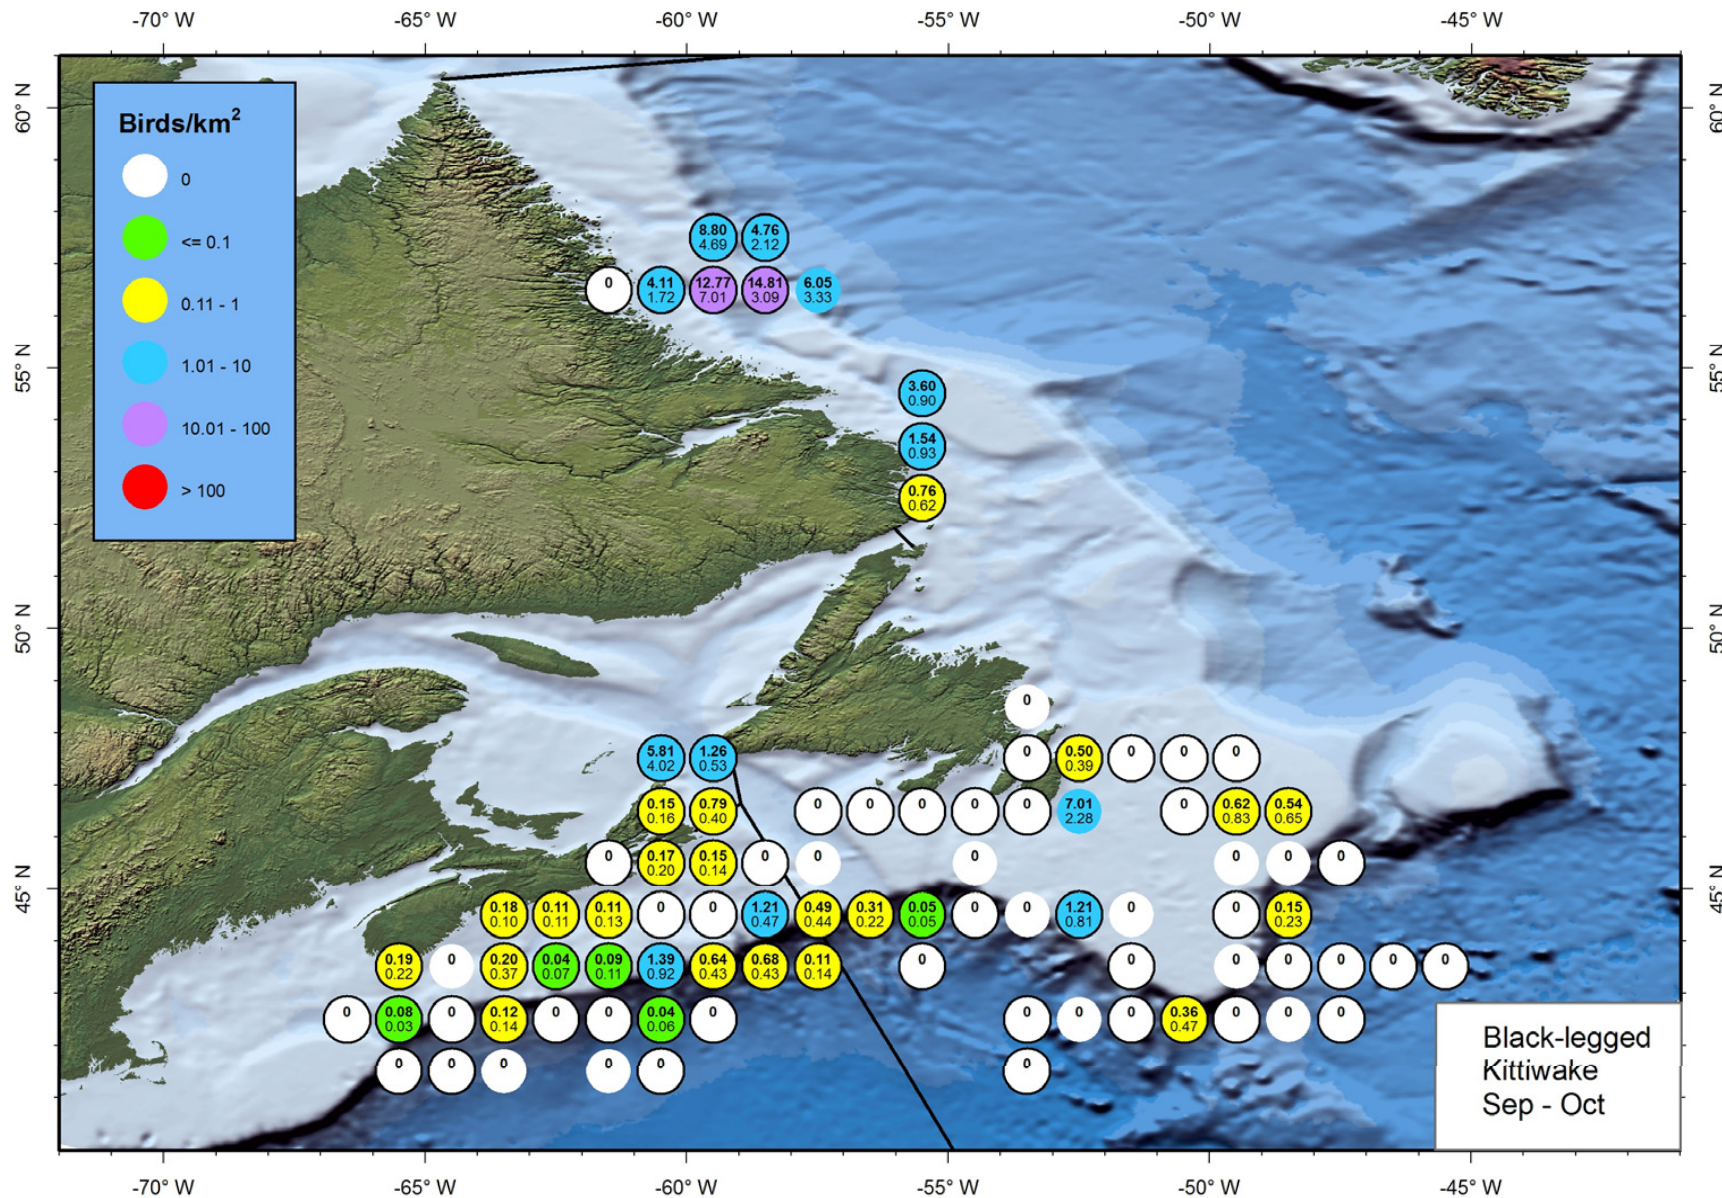 -70° W -65° W -60° W -55° W -50° W -45° W
60° N 60° N
Birds/km²
0
<= 0.1
0.11 - 1
1.01 - 10
10.01 - 100
> 100
8.80 4.76
4.69 2.12
0 4.11 12.77 14.81 6.05
1.72 7.01 3.09 3.33
55° N 55° N
3.60
0.90
1.54
0.93
0.76
0.62
50° N 50° N
0
5.81 1.26 0 0.50 0 0 0
4.02 0.53 0.39
0.15 0.79 0 0 0 0 0 7.01 0 0.62 0.54
0.16 0.40 2.28 0.83 0.65
0 0.17 0.15 0 0 0 0 0 0
0.20 0.14
45° N 45° N
0.18 0.11 0.11 0 0 1.21 0.49 0.31 0.05 0 0 1.21 0 0 0.15
0.10 0.11 0.13 0.47 0.44 0.22 0.05 0.81 0.23
0.19 0 0.20 0.04 0.09 1.39 0.64 0.68 0.11 0 0 0 0 0 0 0
0.22 0.37 0.07 0.11 0.92 0.43 0.43 0.14
0 0.08 0 0.12 0 0 0.04 0 0 0 0 0.36 0 0 0
0.03 0.14 0.06 0.47
0 0 0 0 0 0
Black-legged
Kittiwake
Sep - Oct
-70° W -65° W -60° W -55° W -50° W -45° W